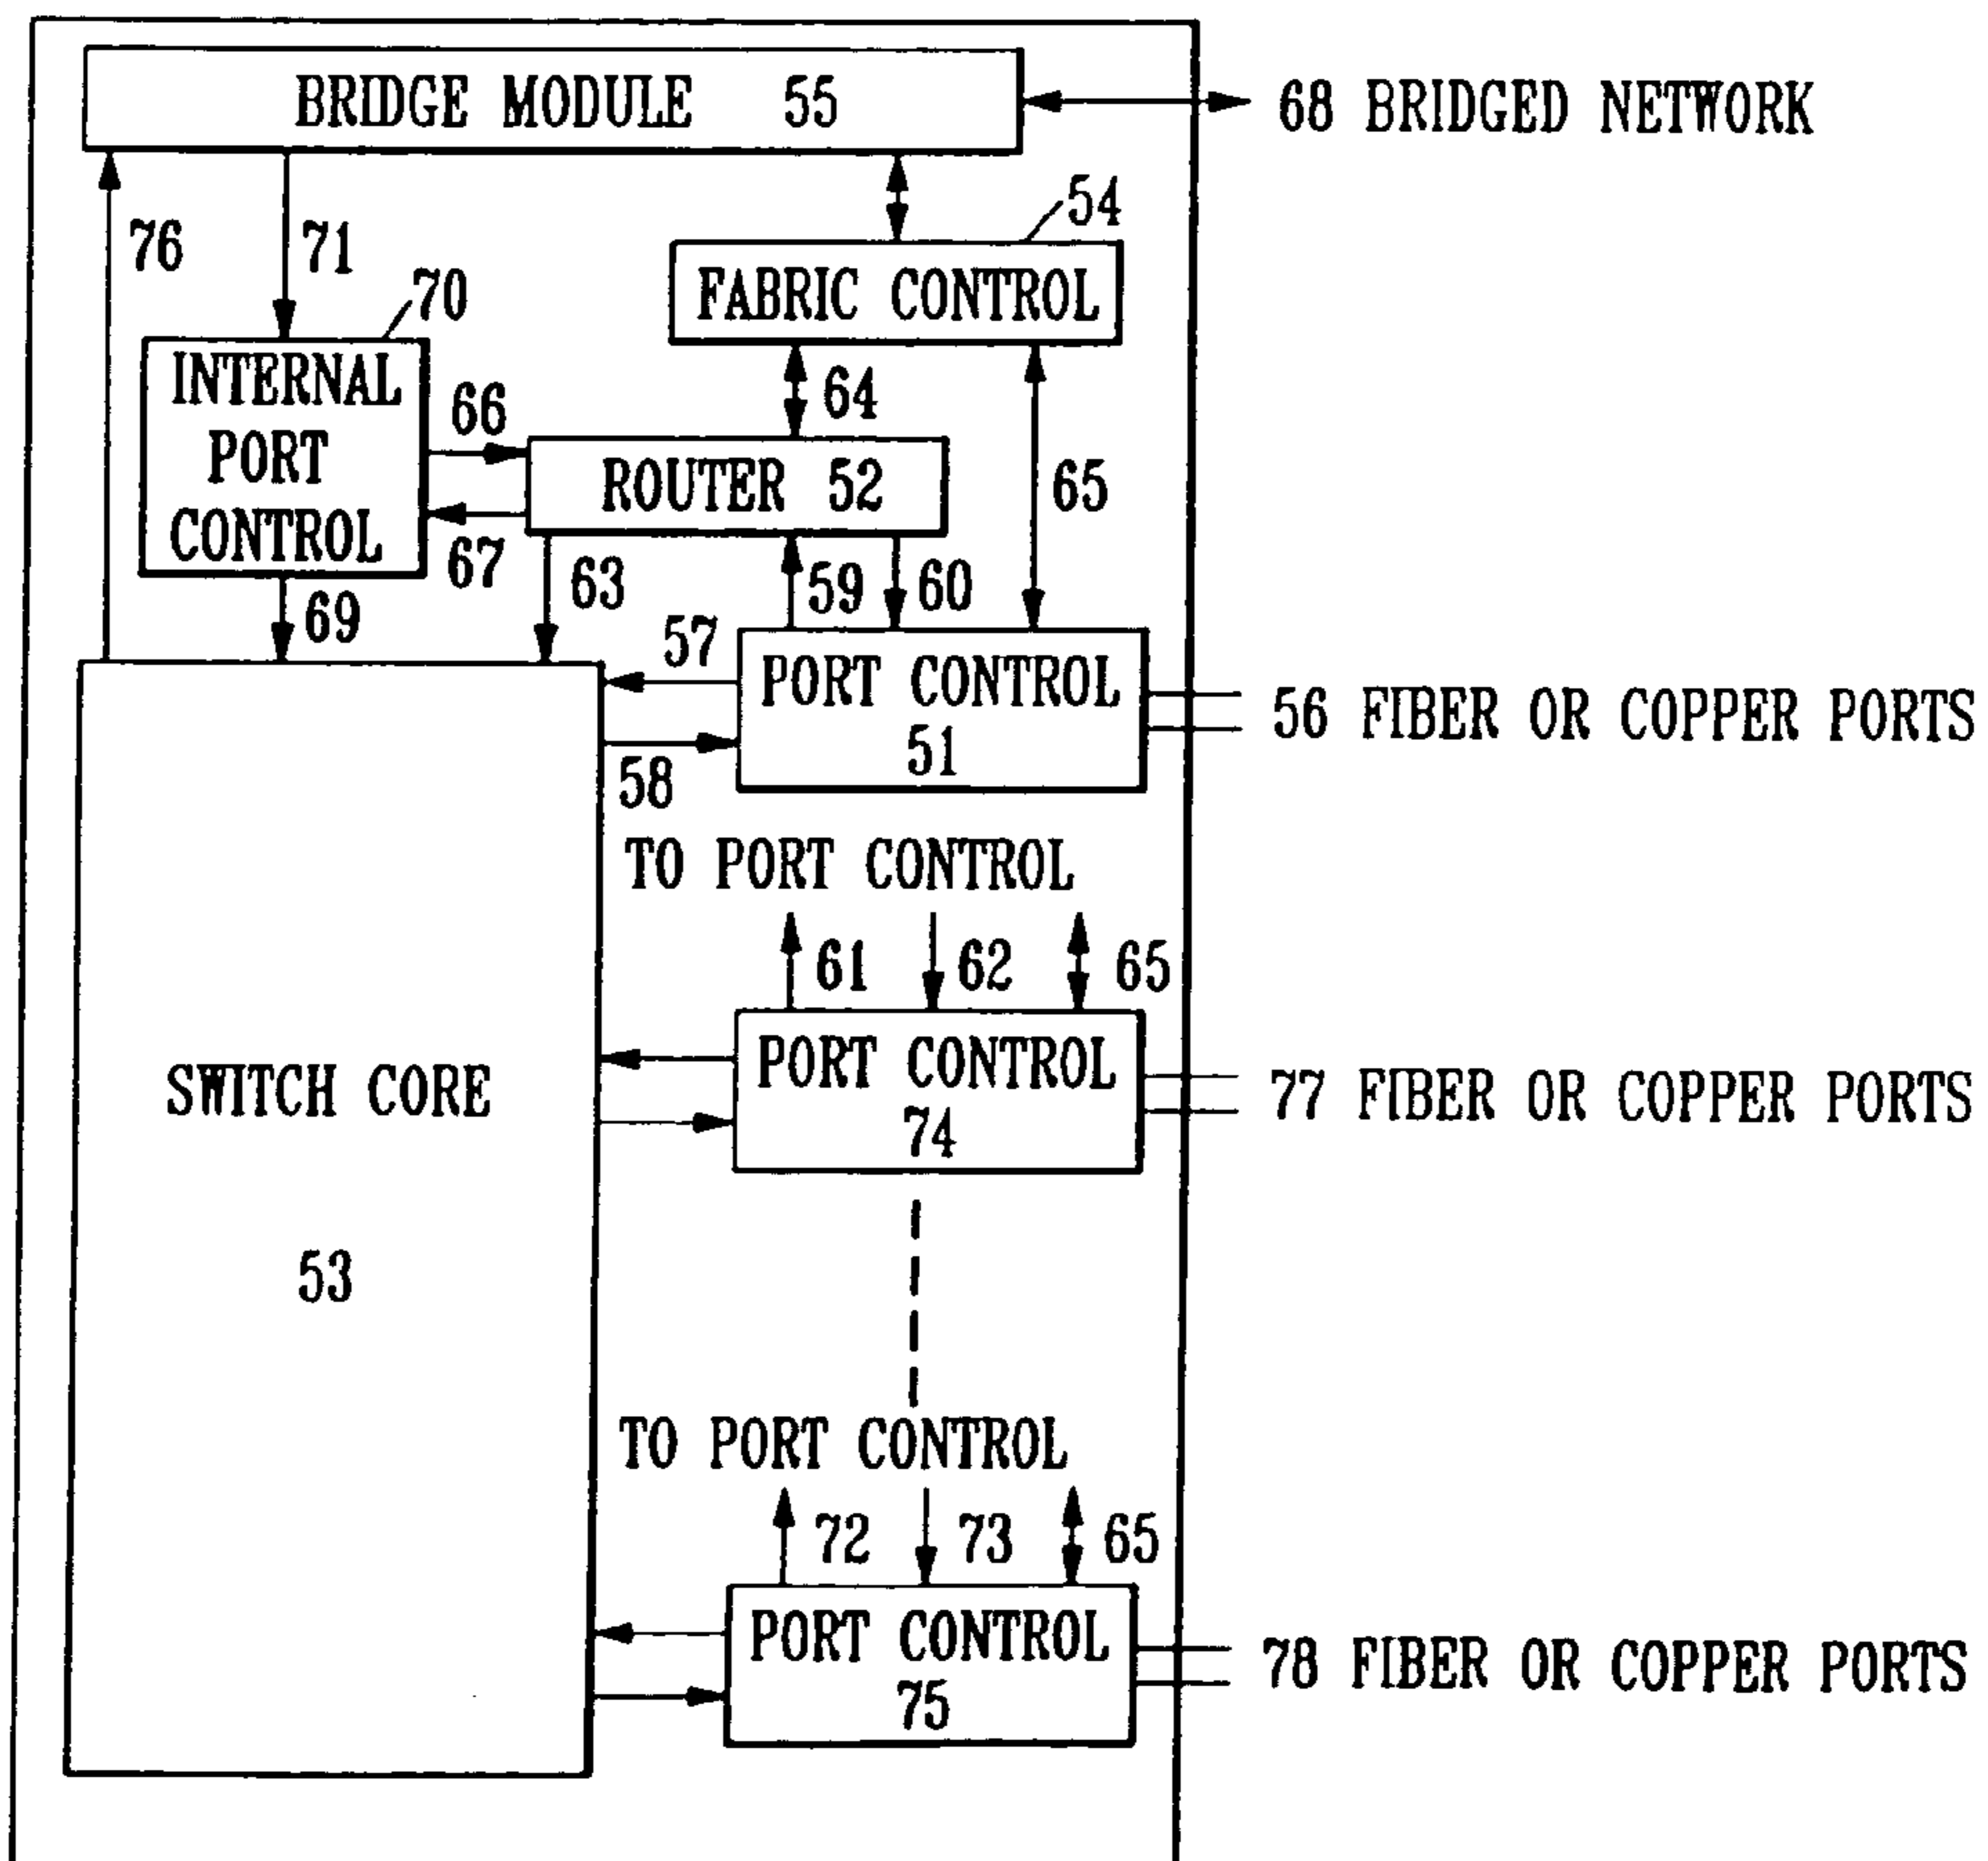 BRIDGE MODULE 55
68 BRIDGED NETWORK
76
71
54
70
FABRIC CONTROL
INTERNAL
PORT
CONTROL
66
64
ROUTER 52
65
67
63
59
60
69
57
PORT CONTROL
51
56 FIBER OR COPPER PORTS
58
TO PORT CONTROL
61
62
65
PORT CONTROL
74
77 FIBER OR COPPER PORTS
SWITCH CORE
53
TO PORT CONTROL
72
73
65
PORT CONTROL
75
78 FIBER OR COPPER PORTS